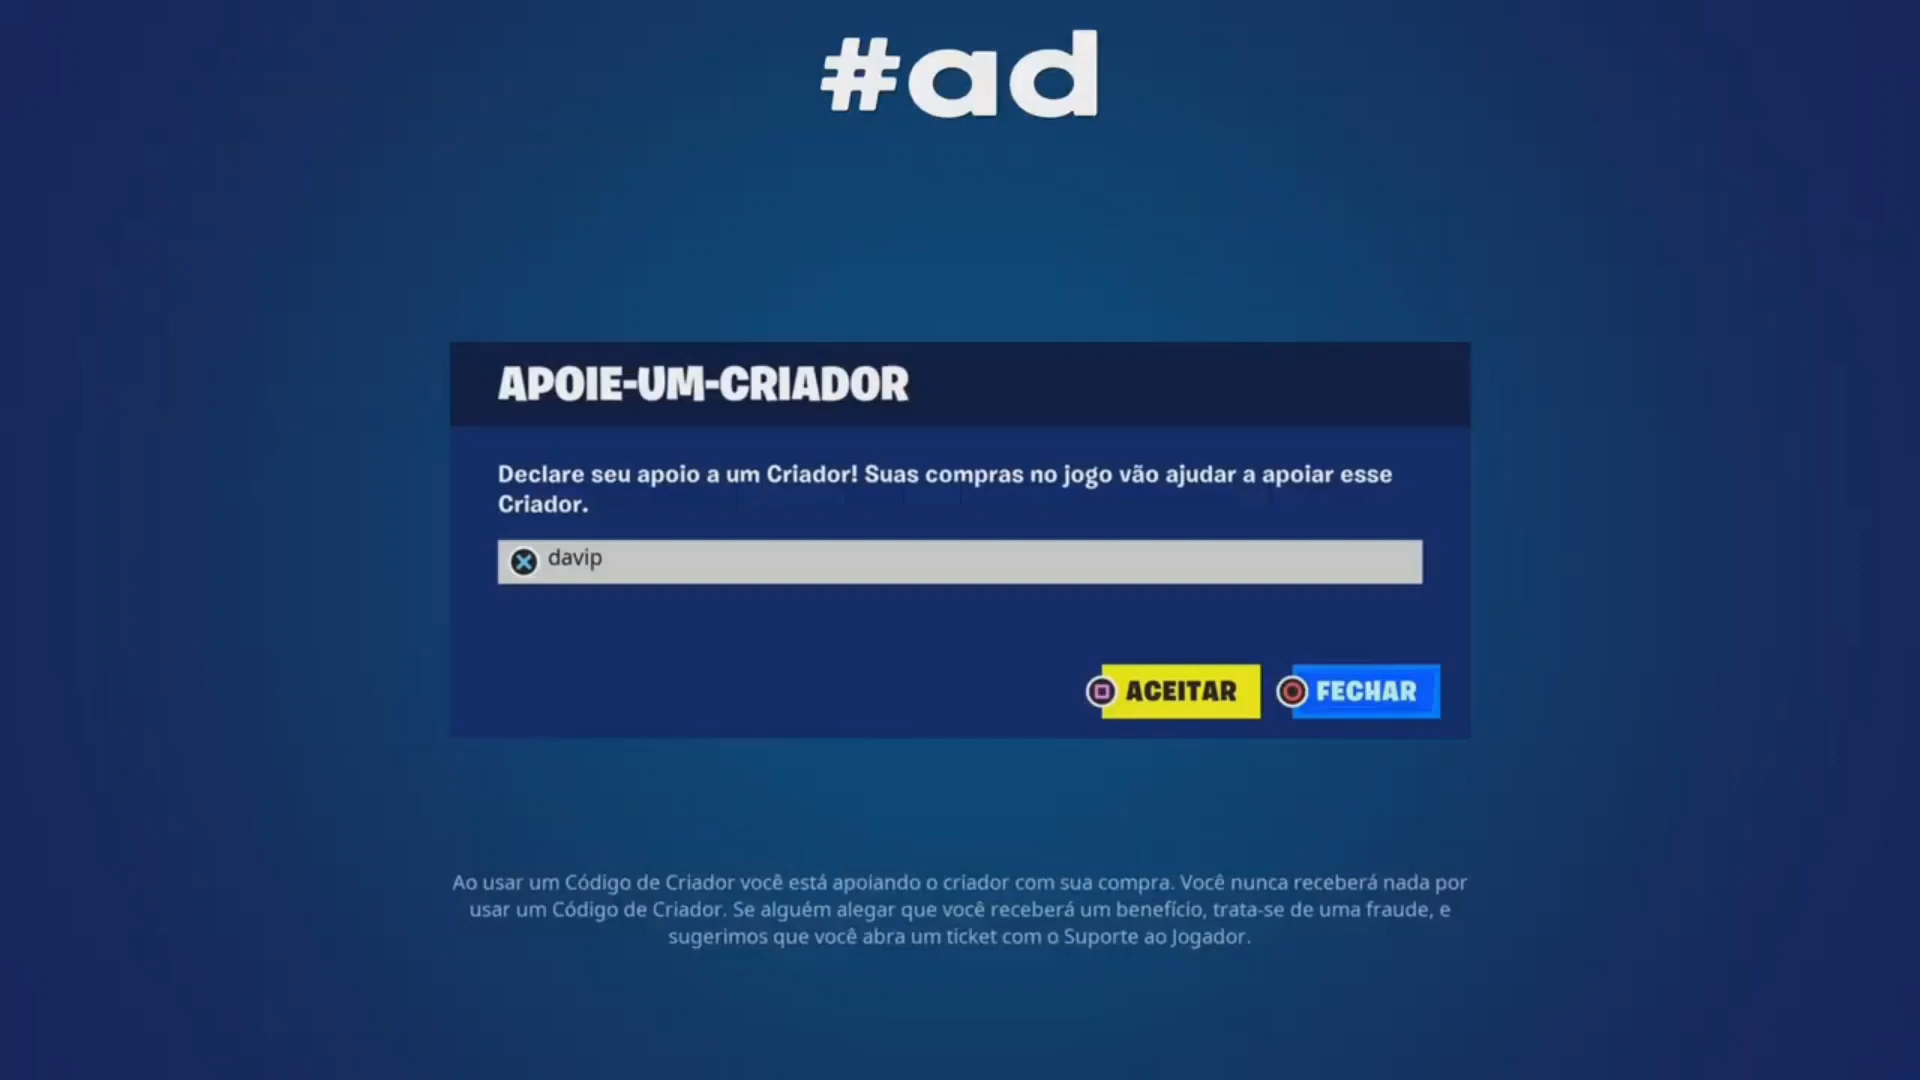 #ad
APOIE-UM-CRIADOR
Declare seu apoio a um Criador! Suas compras no jogo vão ajudar a apoiar esse
Criador.
davip
ACEITAR
FECHAR
Ao usar um Código de Criador você está apoiando o criador com sua compra. Você nunca receberá nada por
usar um Código de Criador. Se alguém alegar que você receberá um benefício, trata-se de uma fraude, e
sugerimos que você abra um ticket com o Suporte ao Jogador.